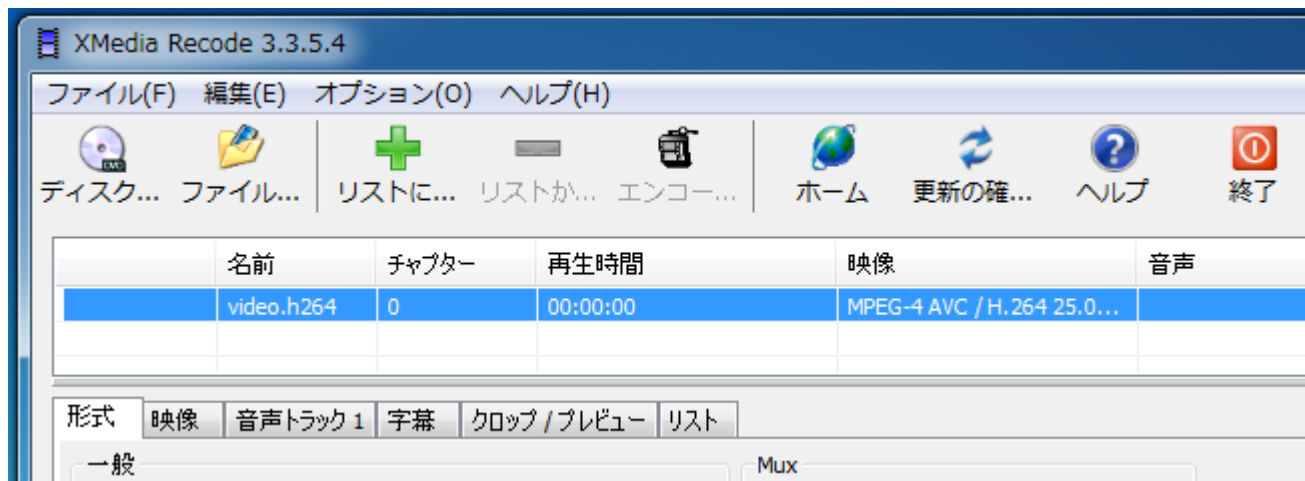 XMedia Recode 3.3.5.4
ファイル(F) 編集(E) オプション(O) ヘルプ(H)
ディスク... ファイル... リストに... リストか... エンコー... ホーム 更新の確... ヘルプ 終了
名前 チャプター 再生時間 映像 音声
video.h264 0 00:00:00 MPEG-4 AVC / H.264 25.0...
形式 映像 音声トラック 1 字幕 クロップ / プレビュー リスト
一般 Mux